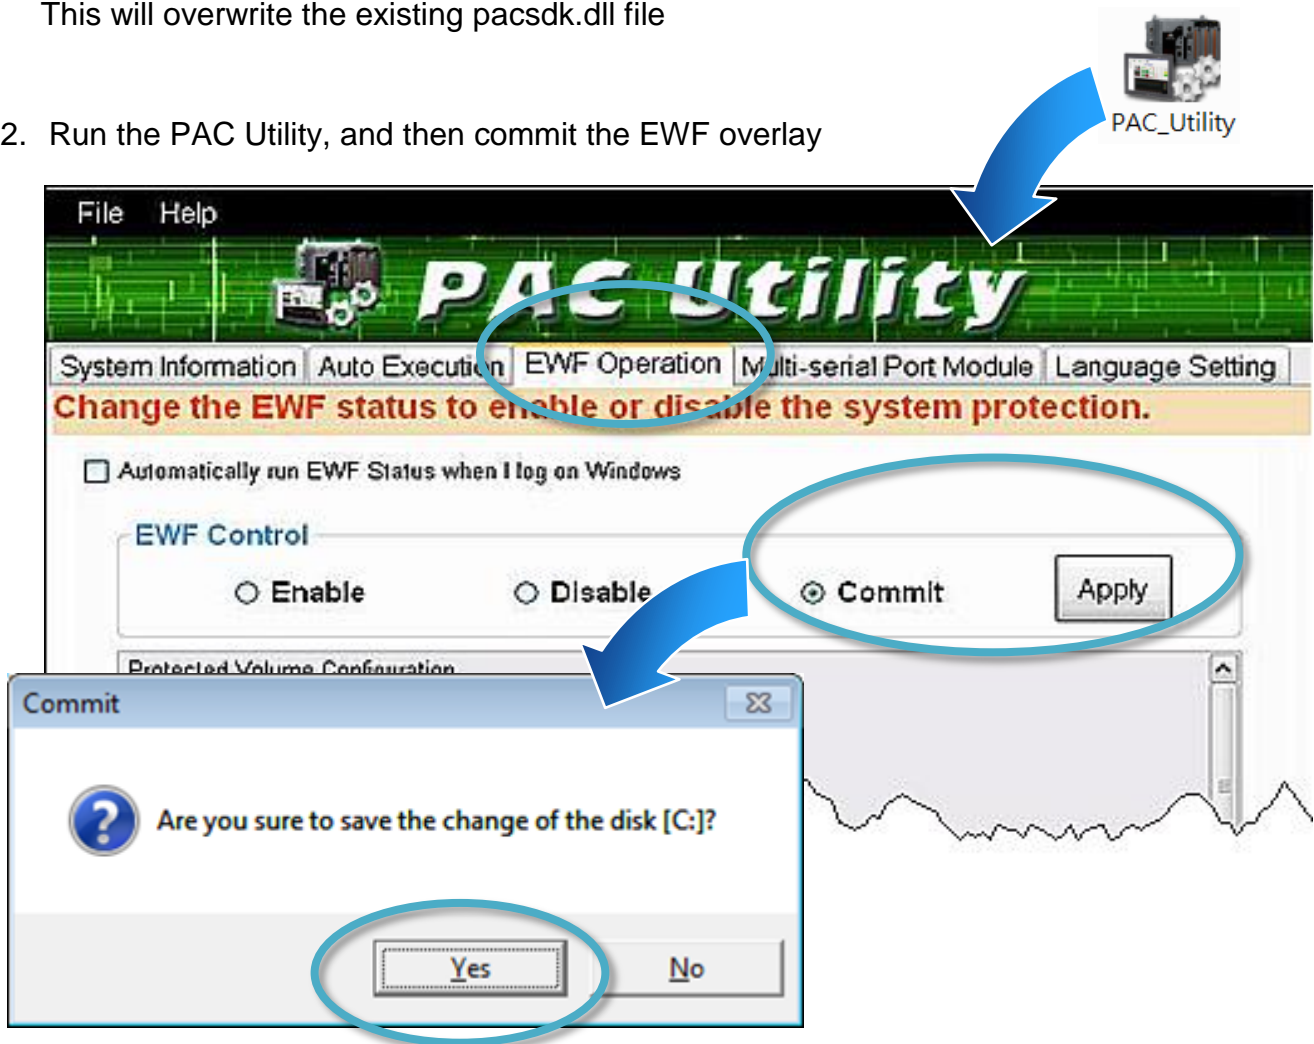 This will overwrite the existing pacsdk.dll file
PAC_Utility
2. Run the PAC Utility, and then commit the EWF overlay
File Help
PAC Utility
System Information Auto Execution EWF Operation Multi-serial Port Module Language Setting
Change the EWF status to enable or disable the system protection.
Automatically run EWF Status when I log on Windows
EWF Control
Enable Disable Commit Apply
Protected Volume Configuration
Commit
Are you sure to save the change of the disk [C:]?
Yes No